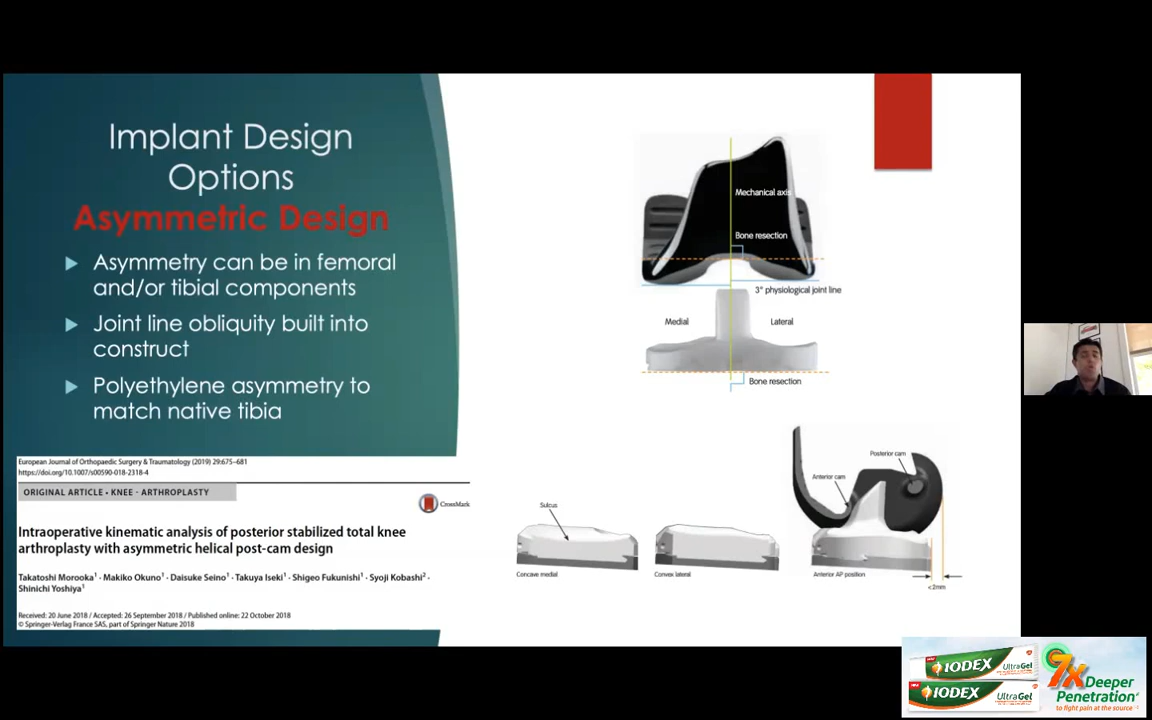 Implant Design
Options
Asymmetric Design
Asymmetry can be in femoral
and/or tibial components
Joint line obliquity built into
construct
Polyethylene asymmetry to
match native tibia
European Journal of Orthopaedic Surgery & Traumatology (2019) 29:675–681
https://doi.org/10.1007/s00590-018-2318-4
ORIGINAL ARTICLE • KNEE - ARTHROPLASTY
CrossMark
Intraoperative kinematic analysis of posterior stabilized total knee
arthroplasty with asymmetric helical post-cam design
Takatoshi Morooka1 · Makiko Okuno1 · Daisuke Seino1 · Takuya Iseki1 · Shigeo Fukunishi1 · Syoji Kobashi2 ·
Shinichi Yoshiya1
Received: 20 June 2018 / Accepted: 26 September 2018 / Published online: 22 October 2018
© Springer-Verlag France SAS, part of Springer Nature 2018
Mechanical axis
Bone resection
3° physiological joint line
Medial
Lateral
Bone resection
Sulcus
Concave medial
Convex lateral
Posterior cam
Anterior cam
Anterior AP position
<2mm
IODEX
UltraGel
IODEX
UltraGel
7X
Deeper
Penetration
to fight pain at the source